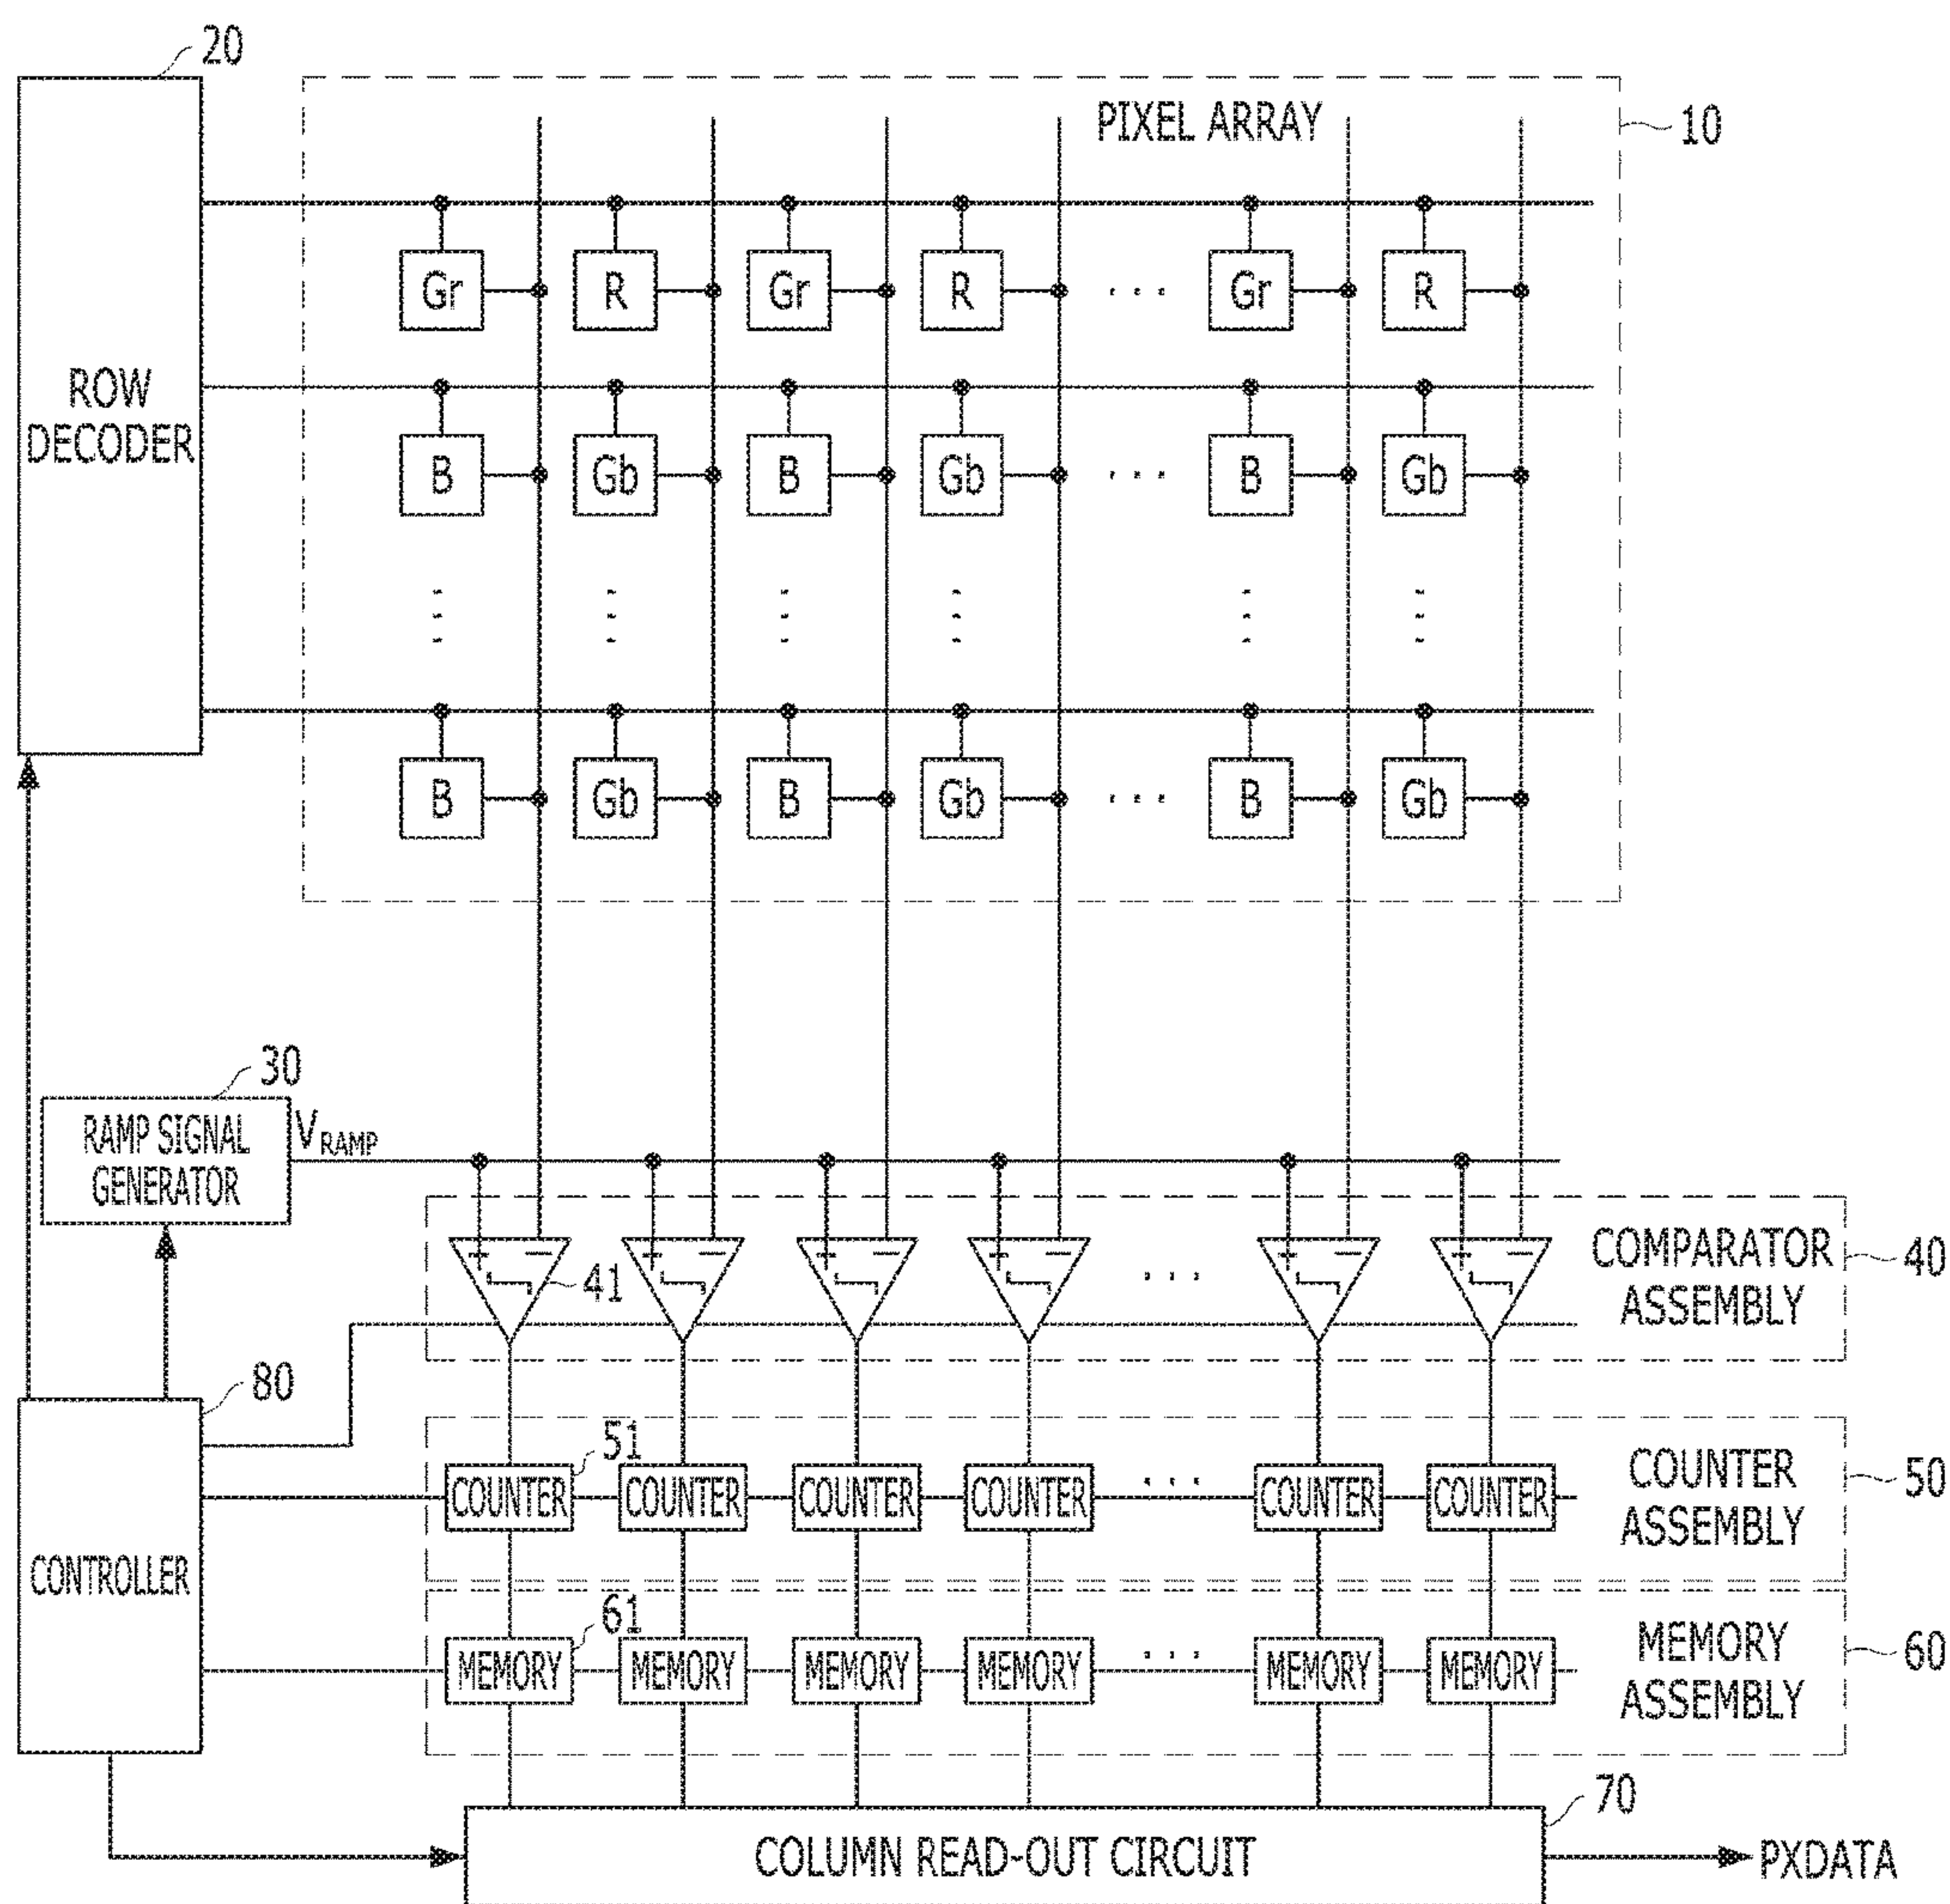 20
PIXEL ARRAY
10
Gr R Gr R ... Gr R
ROW
DECODER
B Gb B Gb ... B Gb
B Gb B Gb ... B Gb
30
RAMP SIGNAL
GENERATOR
VRAMP
+ − + − + − + − ... + − + −
41
COMPARATOR
ASSEMBLY
40
80
CONTROLLER
51
COUNTER COUNTER COUNTER COUNTER ... COUNTER COUNTER
COUNTER
ASSEMBLY
50
61
MEMORY MEMORY MEMORY MEMORY ... MEMORY MEMORY
MEMORY
ASSEMBLY
60
70
COLUMN READ-OUT CIRCUIT
PXDATA